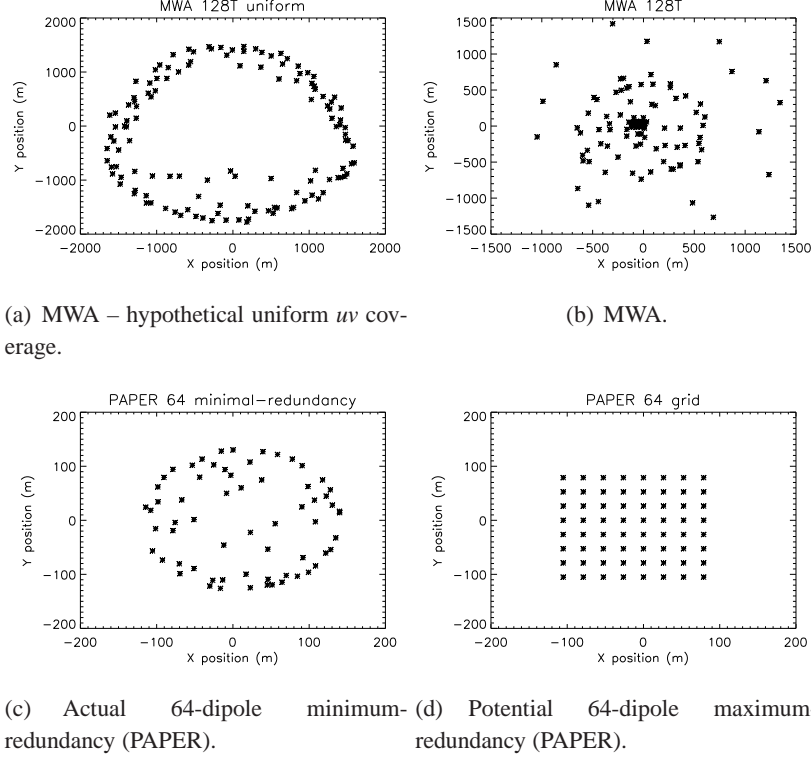 MWA 128T uniform
2000
1000
0
−1000
−2000
Y position (m)
−2000 −1000 0 1000 2000
X position (m)
MWA 128T
1500
1000
500
0
−500
−1000
−1500
Y position (m)
−1500 −1000 −500 0 500 1000 1500
X position (m)
(a) MWA – hypothetical uniform uv cov-
erage.
(b) MWA.
PAPER 64 minimal−redundancy
200
100
0
−100
−200
Y position (m)
−200 −100 0 100 200
X position (m)
PAPER 64 grid
200
100
0
−100
−200
Y position (m)
−200 −100 0 100 200
X position (m)
(c) Actual 64-dipole minimum-
redundancy (PAPER).
(d) Potential 64-dipole maximum
redundancy (PAPER).